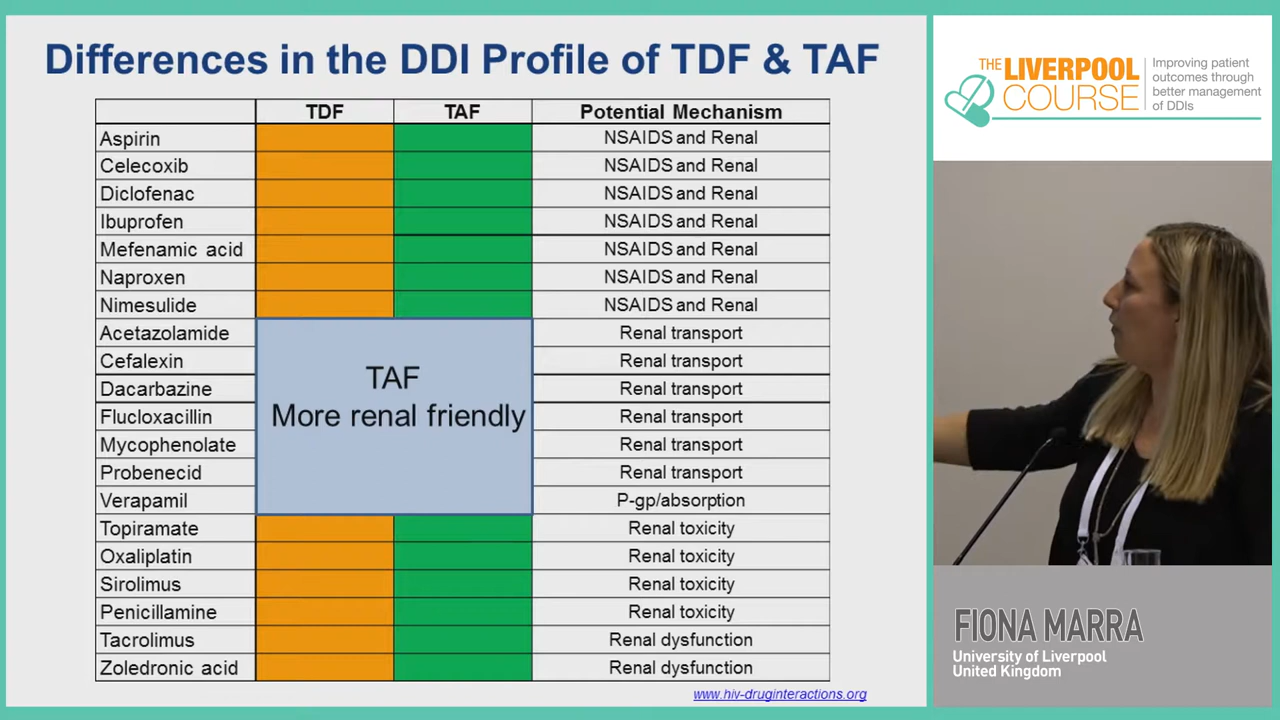 Differences in the DDI Profile of TDF & TAF
TDF TAF Potential Mechanism
Aspirin NSAIDS and Renal
Celecoxib NSAIDS and Renal
Diclofenac NSAIDS and Renal
Ibuprofen NSAIDS and Renal
Mefenamic acid NSAIDS and Renal
Naproxen NSAIDS and Renal
Nimesulide NSAIDS and Renal
Acetazolamide Renal transport
Cefalexin Renal transport
Dacarbazine Renal transport
Flucloxacillin Renal transport
Mycophenolate Renal transport
Probenecid Renal transport
Verapamil P-gp/absorption
Topiramate Renal toxicity
Oxaliplatin Renal toxicity
Sirolimus Renal toxicity
Penicillamine Renal toxicity
Tacrolimus Renal dysfunction
Zoledronic acid Renal dysfunction
TAF
More renal friendly
www.hiv-druginteractions.org
THE LIVERPOOL
COURSE
Improving patient
outcomes through
better management
of DDIs
FIONA MARRA
University of Liverpool
United Kingdom